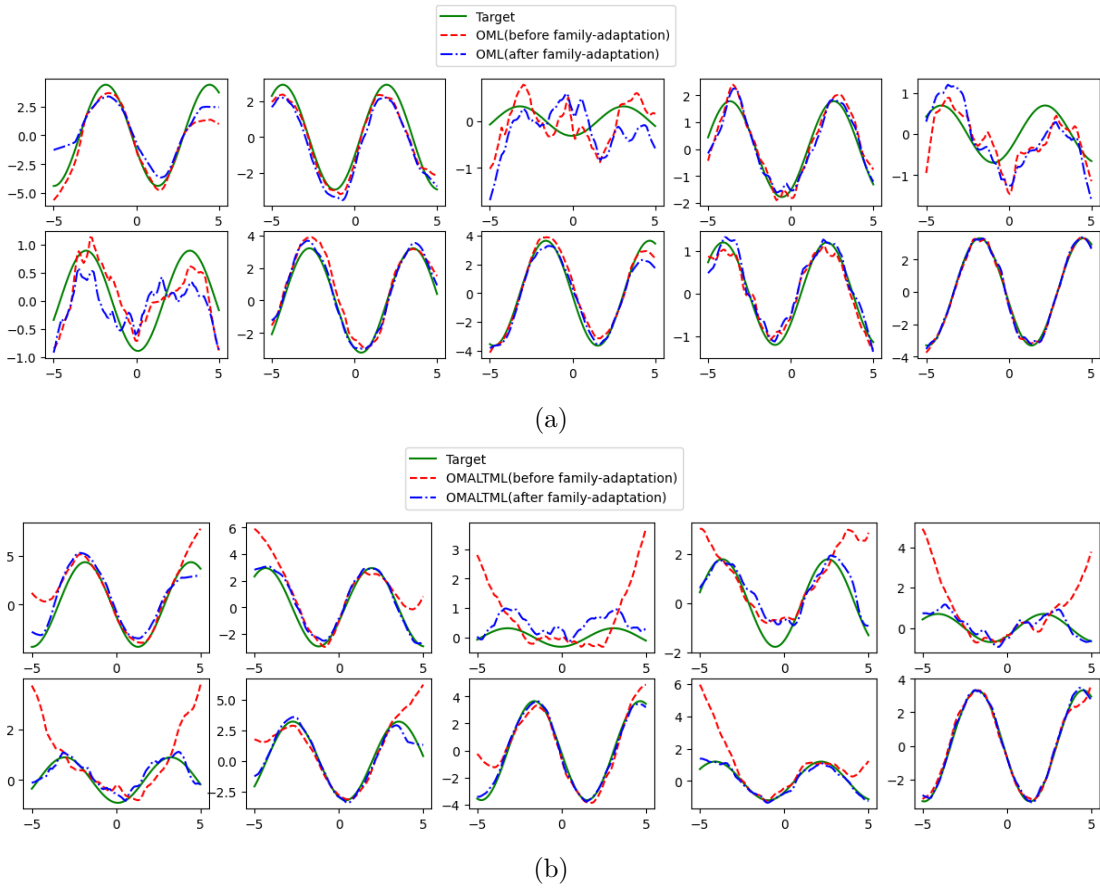 Target
OML(before family-adaptation)
OML(after family-adaptation)
2.5
0.0
−2.5
−5.0
−5 0 5
2
0
−2
−5 0 5
0
−1
−5 0 5
2
1
0
−1
−2
−5 0 5
1
0
−1
−5 0 5
1.0
0.5
0.0
−0.5
−1.0
−5 0 5
4
2
0
−2
−5 0 5
4
2
0
−2
−4
−5 0 5
1
0
−1
−5 0 5
2
0
−2
−4
−5 0 5
(a)
Target
OMALTML(before family-adaptation)
OMALTML(after family-adaptation)
5
0
−5 0 5
6
4
2
0
−2
−5 0 5
3
2
1
0
−5 0 5
2
0
−2
−5 0 5
4
2
0
−5 0 5
2
0
−5 0 5
5.0
2.5
0.0
−2.5
−5 0 5
4
2
0
−2
−4
−5 0 5
6
4
2
0
−5 0 5
4
2
0
−2
−5 0 5
(b)